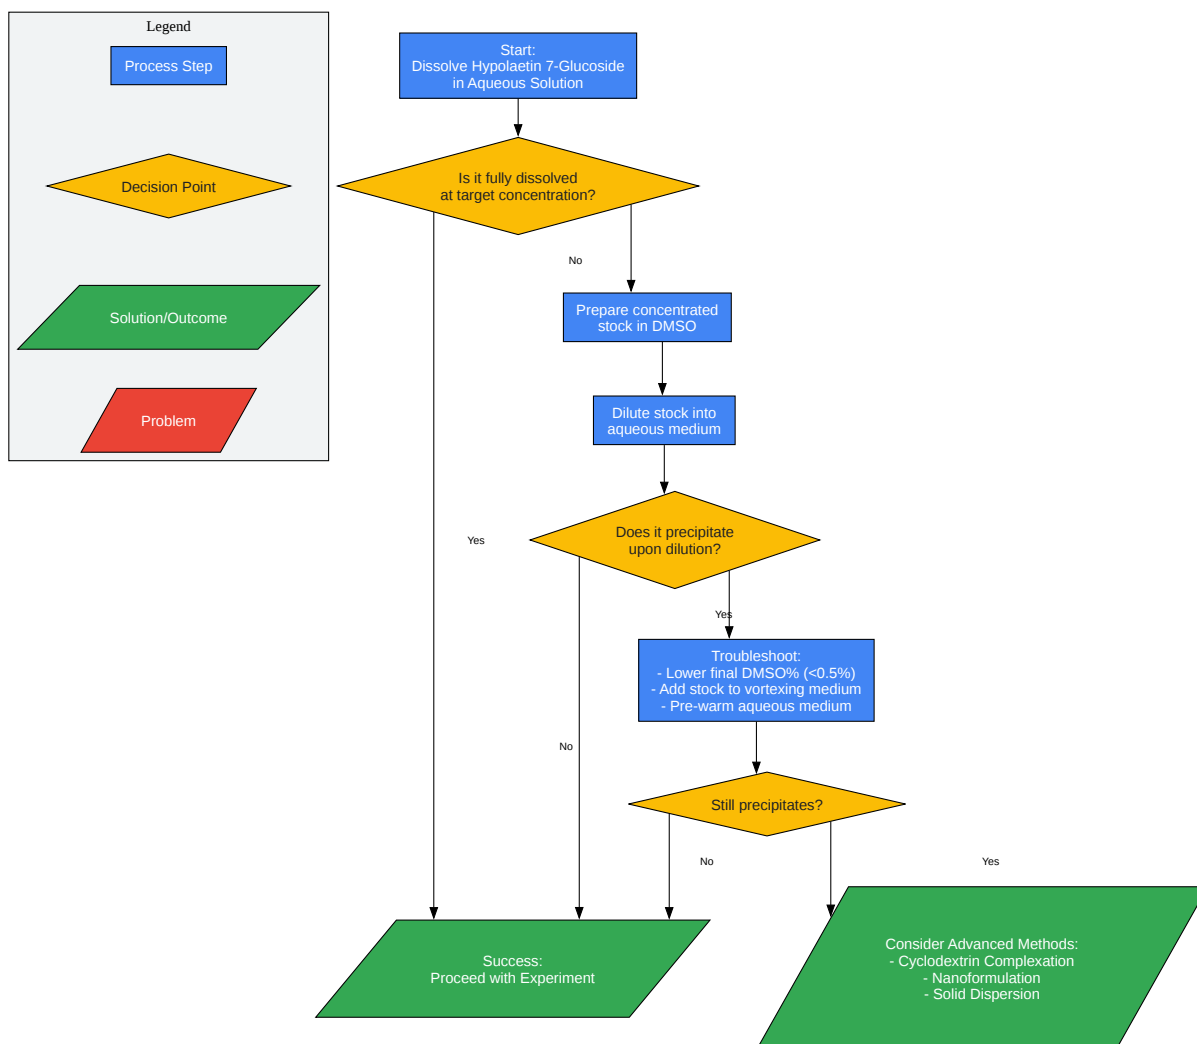 Legend
Process Step
Decision Point
Solution/Outcome
Problem
Start:
Dissolve Hypolaetin 7-Glucoside
in Aqueous Solution
Is it fully dissolved
at target concentration?
No
Prepare concentrated
stock in DMSO
Dilute stock into
aqueous medium
Yes
Does it precipitate
upon dilution?
Yes
Troubleshoot:
- Lower final DMSO% (<0.5%)
- Add stock to vortexing medium
- Pre-warm aqueous medium
No
Still precipitates?
No
Yes
Success:
Proceed with Experiment
Consider Advanced Methods:
- Cyclodextrin Complexation
- Nanoformulation
- Solid Dispersion